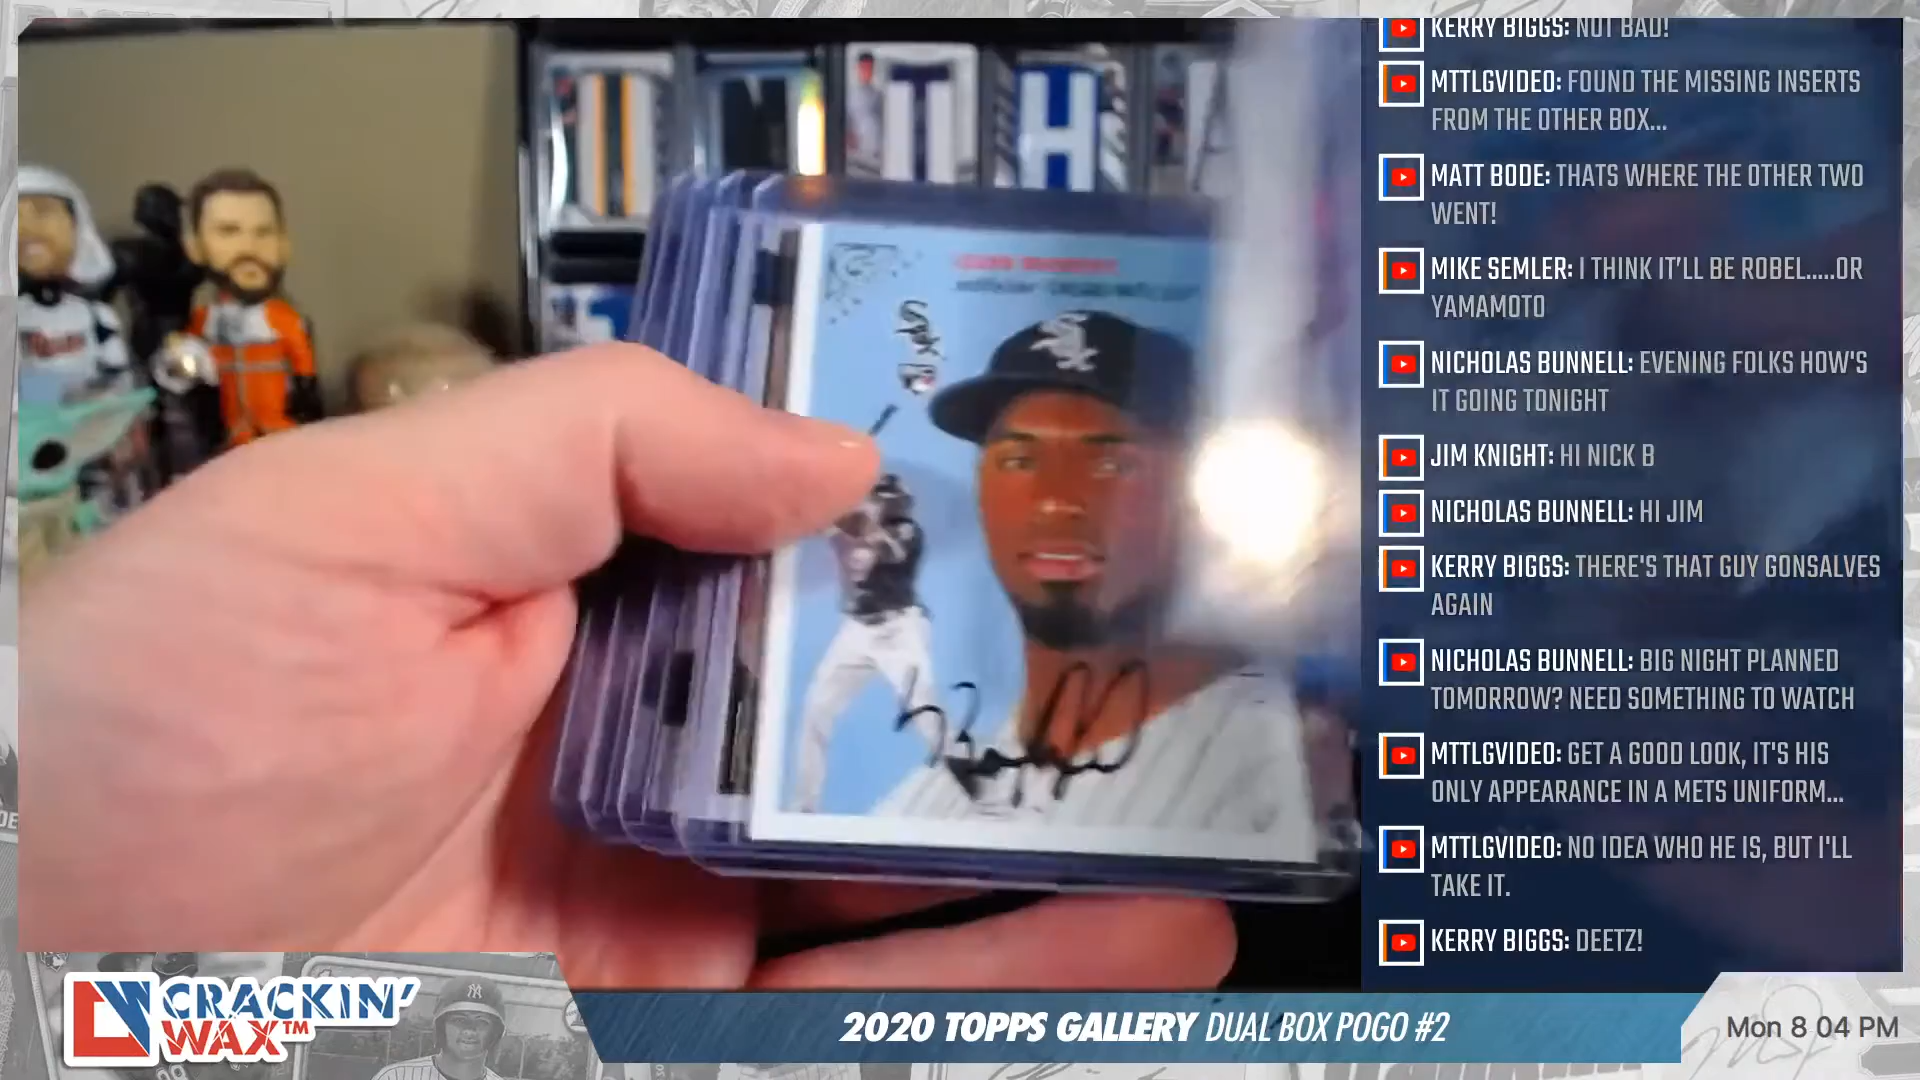 KERRY BIGGS: NOT BAD!
MTTLGVIDEO: FOUND THE MISSING INSERTS
FROM THE OTHER BOX...
MATT BODE: THATS WHERE THE OTHER TWO
WENT!
MIKE SEMLER: I THINK IT'LL BE ROBEL.....OR
YAMAMOTO
NICHOLAS BUNNELL: EVENING FOLKS HOW'S
IT GOING TONIGHT
JIM KNIGHT: HI NICK B
NICHOLAS BUNNELL: HI JIM
KERRY BIGGS: THERE'S THAT GUY GONSALVES
AGAIN
NICHOLAS BUNNELL: BIG NIGHT PLANNED
TOMORROW? NEED SOMETHING TO WATCH
MTTLGVIDEO: GET A GOOD LOOK, IT'S HIS
ONLY APPEARANCE IN A METS UNIFORM...
MTTLGVIDEO: NO IDEA WHO HE IS, BUT I'LL
TAKE IT.
KERRY BIGGS: DEETZ!
H
Sox
Sox
CW CRACKIN'
WAX™
2020 TOPPS GALLERY DUAL BOX POGO #2
Mon 8 04 PM